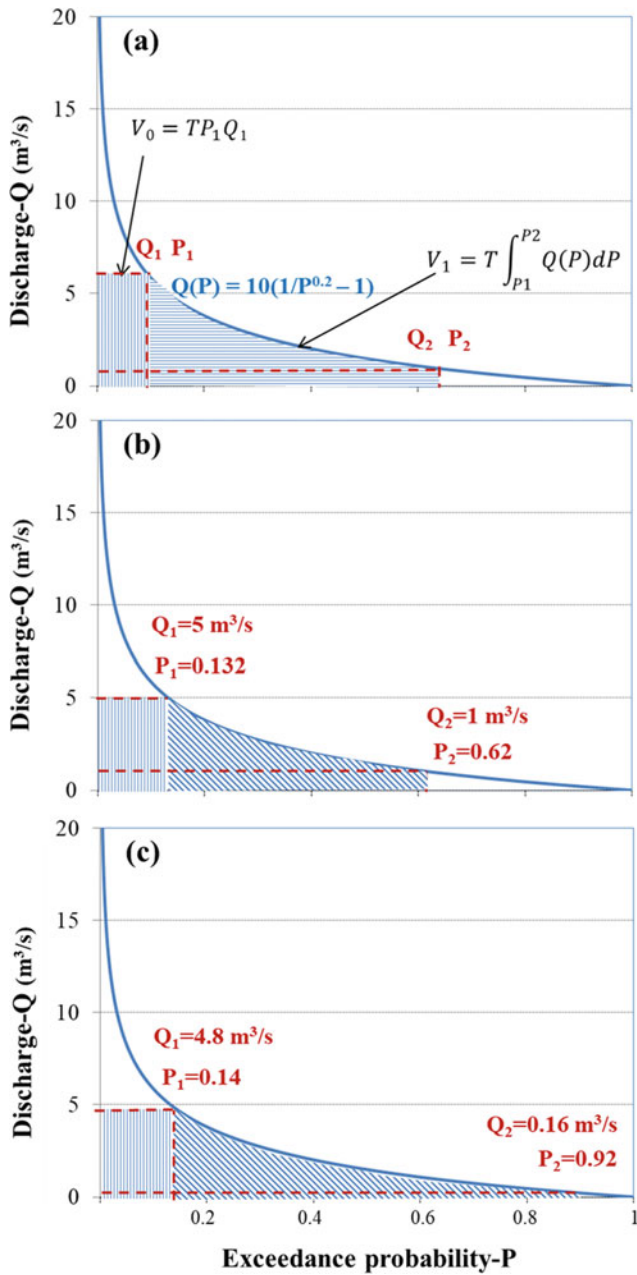 (a)
20
15
10
5
0
Discharge-Q (m³/s)
V₀ = TP₁Q₁
Q₁ P₁
Q(P) = 10(1/P^0.2 – 1)
V₁ = T ∫_{P1}^{P2} Q(P)dP
Q₂ P₂
(b)
20
15
10
5
0
Discharge-Q (m³/s)
Q₁=5 m³/s
P₁=0.132
Q₂=1 m³/s
P₂=0.62
(c)
20
15
10
5
0
Discharge-Q (m³/s)
Q₁=4.8 m³/s
P₁=0.14
Q₂=0.16 m³/s
P₂=0.92
0.2 0.4 0.6 0.8 1
Exceedance probability-P